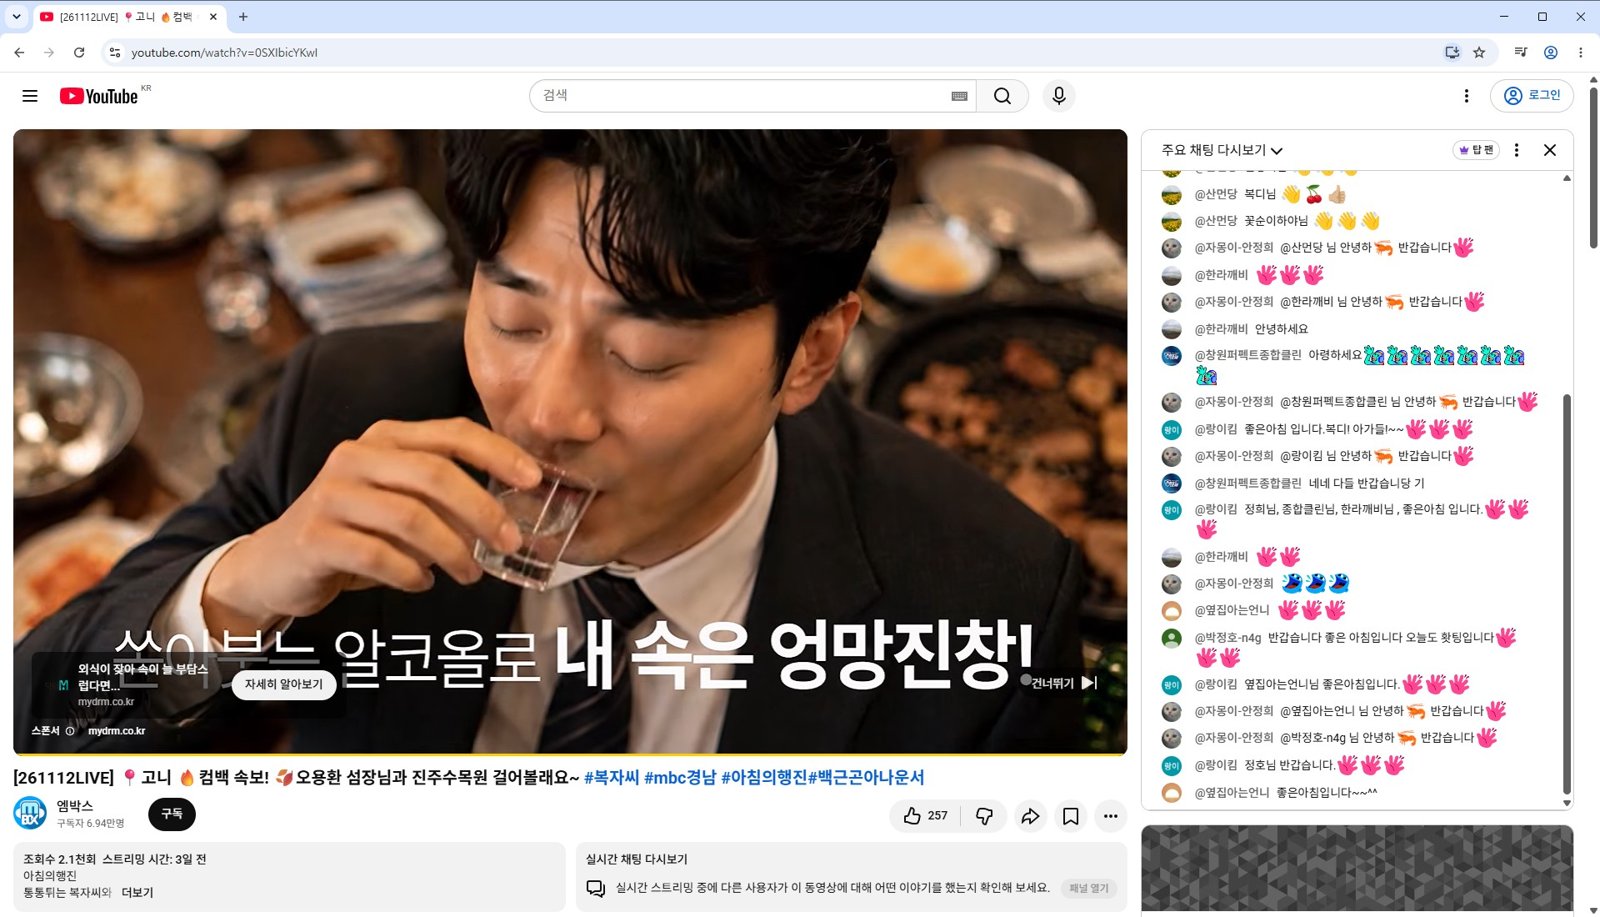 [261112LIVE] 📍고니 🔥컴백
youtube.com/watch?v=0SXIbicYKwI
YouTube KR
검색
로그인
알코올로 내 속은 엉망진창!
외식이 잦아 속이 늘 부담스
럽다면...
mydrm.co.kr
자세히 알아보기
건너뛰기
스폰서 mydrm.co.kr
[261112LIVE] 📍고니 🔥컴백 속보! 오용환 섬장님과 진주수목원 걸어볼래요~ #복자씨 #mbc경남 #아침의행진#백근곤아나운서
엠박스
구독자 6.94만명
구독
257
조회수 2.1천회 스트리밍 시간: 3일 전
아침의행진
통통튀는 복자씨와 더보기
실시간 채팅 다시보기
실시간 스트리밍 중에 다른 사용자가 이 동영상에 대해 어떤 이야기를 했는지 확인해 보세요.
패널 열기
주요 채팅 다시보기
탑 팬
@산먼당 복디님 👋🍒👍🏼
@산먼당 꽃순이하야님 👋👋👋
@자몽이-안정희 @산먼당 님 안녕하🦐 반갑습니다
@한라깨비
@자몽이-안정희 @한라깨비 님 안녕하🦐 반갑습니다
@한라깨비 안녕하세요
@창원퍼펙트종합클린 아령하세요
@자몽이-안정희 @창원퍼펙트종합클린 님 안녕하🦐 반갑습니다
랑이 @랑이킴 좋은아침 입니다.복디! 아가들!~~
@자몽이-안정희 @랑이킴 님 안녕하🦐 반갑습니다
@창원퍼펙트종합클린 네네 다들 반갑습니당 기
랑이 @랑이킴 정희님, 종합클린님, 한라깨비님 , 좋은아침 입니다.
@한라깨비
@자몽이-안정희
@옆집아는언니
@박정호-n4g 반갑습니다 좋은 아침입니다 오늘도 홧팅입니다
랑이 @랑이킴 옆집아는언니님 좋은아침입니다.
@자몽이-안정희 @옆집아는언니 님 안녕하🦐 반갑습니다
@자몽이-안정희 @박정호-n4g 님 안녕하🦐 반갑습니다
랑이 @랑이킴 정호님 반갑습니다.
@옆집아는언니 좋은아침입니다~~^^